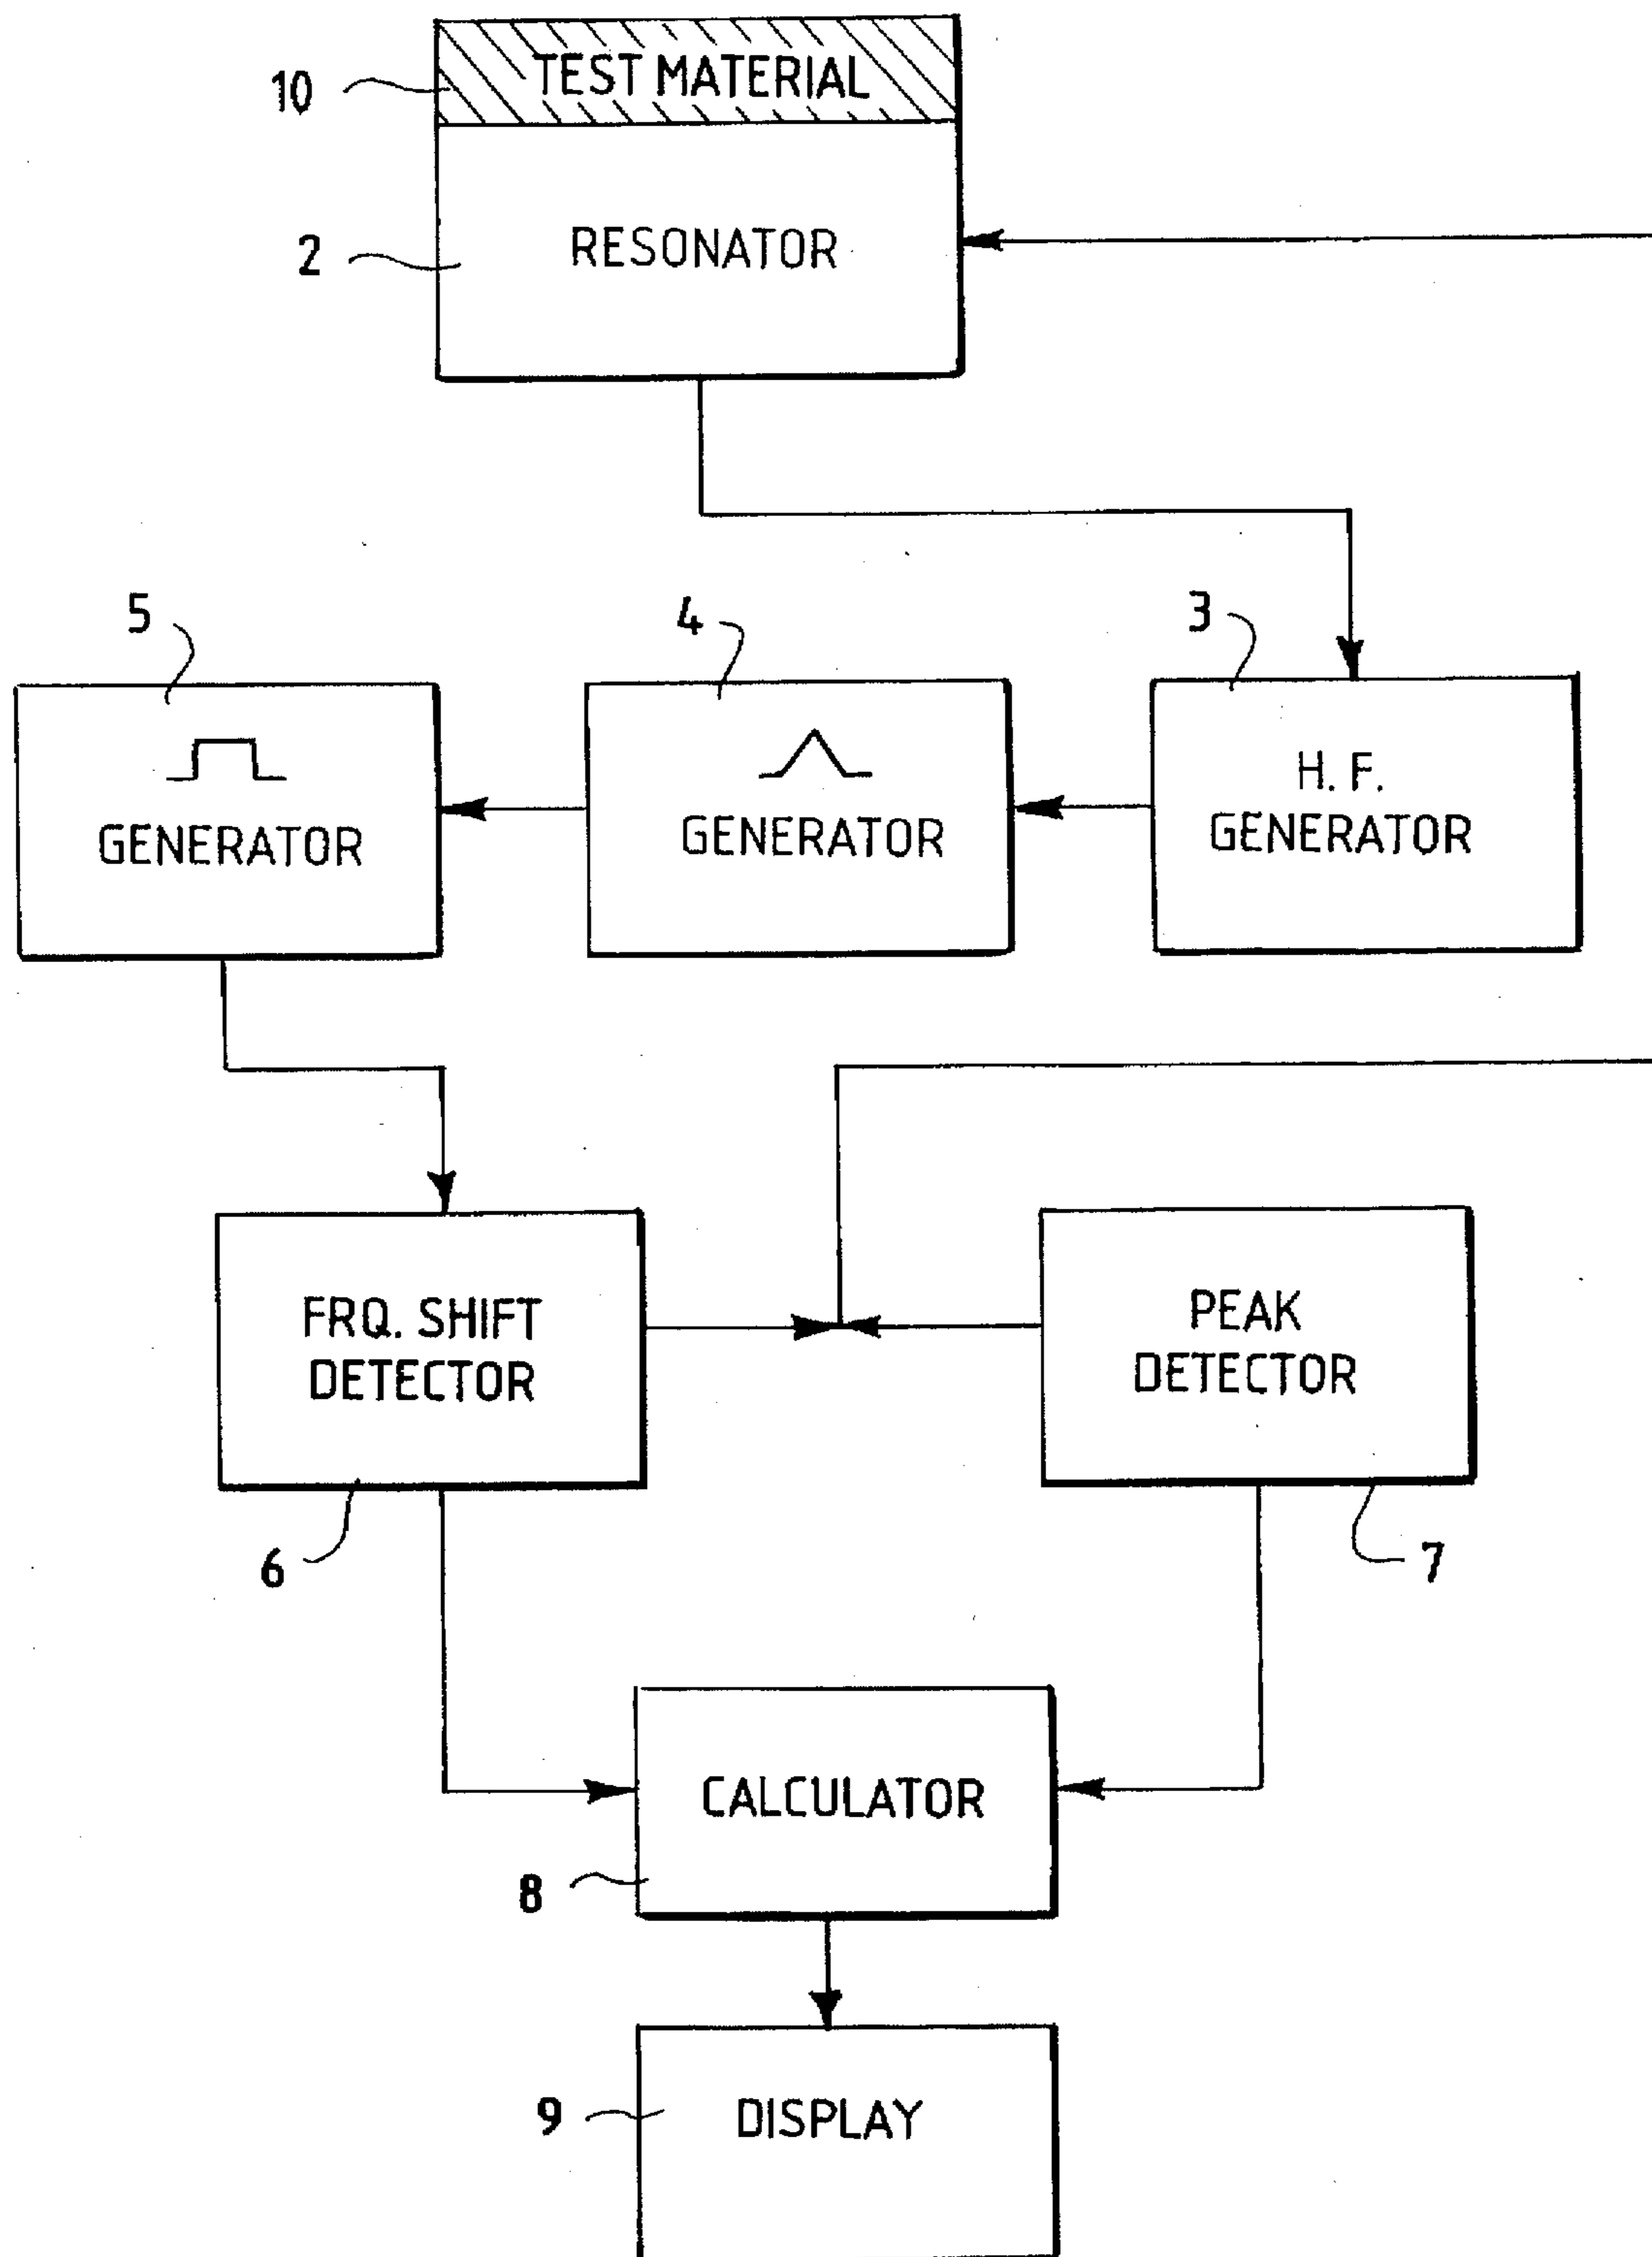 TEST MATERIAL
10
RESONATOR
2
5
4
3
GENERATOR
GENERATOR
H. F.
GENERATOR
FRQ. SHIFT
DETECTOR
PEAK
DETECTOR
6
7
CALCULATOR
8
DISPLAY
9